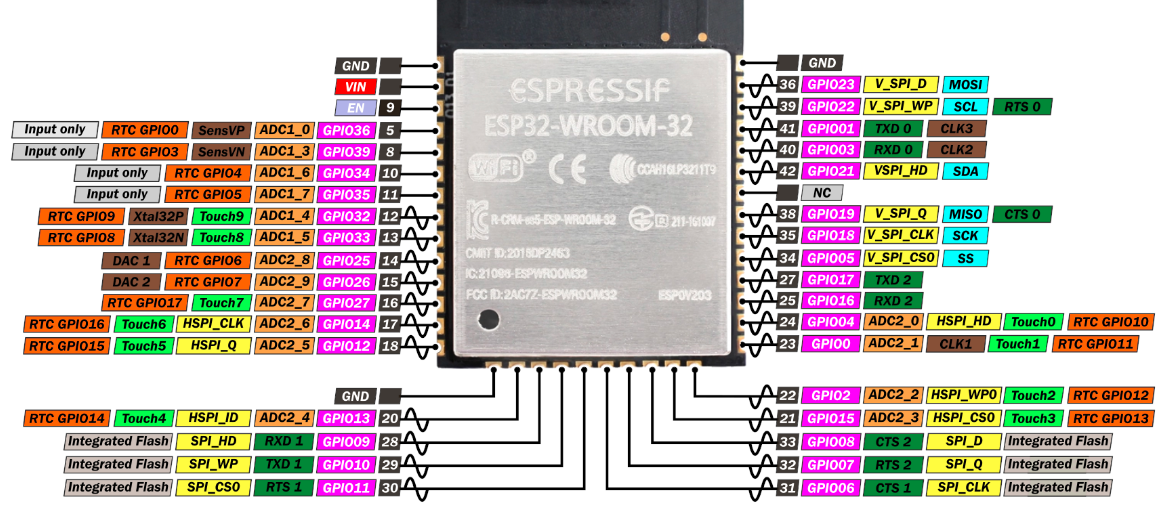 ESPRESSIF
ESP32-WROOM-32
WiFi ® CE CCAH16LP3211T9
R-CRM-es5-ESP-WROOM-32 R 211-161007
CMIIT ID:2016DP2463
IC:21098-ESPWROOM32
FCC ID:2AC7Z-ESPWROOM32 ESP0V203
GND
VIN
EN 9
Input only RTC GPIO0 SensVP ADC1_0 GPIO36 5
Input only RTC GPIO3 SensVN ADC1_3 GPIO39 8
Input only RTC GPIO4 ADC1_6 GPIO34 10
Input only RTC GPIO5 ADC1_7 GPIO35 11
RTC GPIO9 Xtal32P Touch9 ADC1_4 GPIO32 12
RTC GPIO8 Xtal32N Touch8 ADC1_5 GPIO33 13
DAC 1 RTC GPIO6 ADC2_8 GPIO25 14
DAC 2 RTC GPIO7 ADC2_9 GPIO26 15
RTC GPIO17 Touch7 ADC2_7 GPIO27 16
RTC GPIO16 Touch6 HSPI_CLK ADC2_6 GPIO14 17
RTC GPIO15 Touch5 HSPI_Q ADC2_5 GPIO12 18
GND
RTC GPIO14 Touch4 HSPI_ID ADC2_4 GPIO13 20
Integrated Flash SPI_HD RXD 1 GPIO09 28
Integrated Flash SPI_WP TXD 1 GPIO10 29
Integrated Flash SPI_CS0 RTS 1 GPIO11 30
GND
36 GPIO23 V_SPI_D MOSI
39 GPIO22 V_SPI_WP SCL RTS 0
41 GPIO01 TXD 0 CLK3
40 GPIO03 RXD 0 CLK2
42 GPIO21 VSPI_HD SDA
NC
38 GPIO19 V_SPI_Q MISO CTS 0
35 GPIO18 V_SPI_CLK SCK
34 GPIO05 V_SPI_CS0 SS
27 GPIO17 TXD 2
25 GPIO16 RXD 2
24 GPIO04 ADC2_0 HSPI_HD Touch0 RTC GPIO10
23 GPIO0 ADC2_1 CLK1 Touch1 RTC GPIO11
22 GPIO2 ADC2_2 HSPI_WP0 Touch2 RTC GPIO12
21 GPIO15 ADC2_3 HSPI_CS0 Touch3 RTC GPIO13
33 GPIO08 CTS 2 SPI_D Integrated Flash
32 GPIO07 RTS 2 SPI_Q Integrated Flash
31 GPIO06 CTS 1 SPI_CLK Integrated Flash